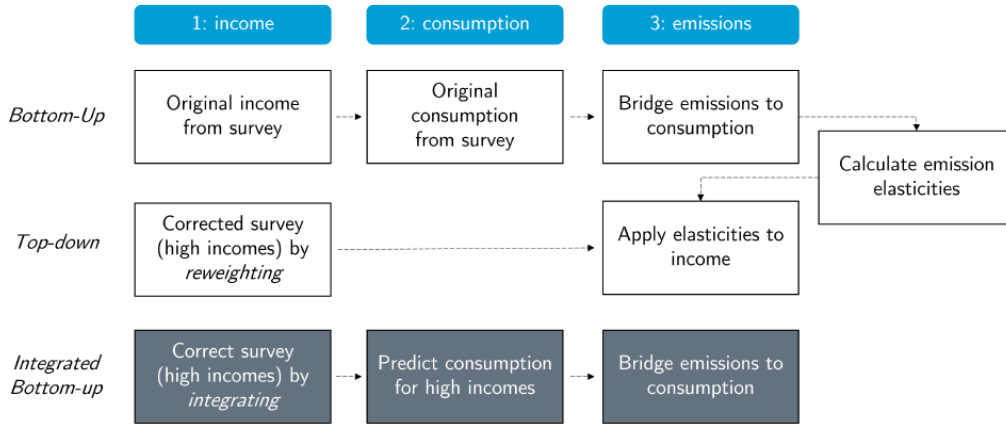 1: income
2: consumption
3: emissions
Bottom-Up
Original income
from survey
Original
consumption
from survey
Bridge emissions to
consumption
Calculate emission
elasticities
Top-down
Corrected survey
(high incomes) by
reweighting
Apply elasticities to
income
Integrated
Bottom-up
Correct survey
(high incomes) by
integrating
Predict consumption
for high incomes
Bridge emissions to
consumption